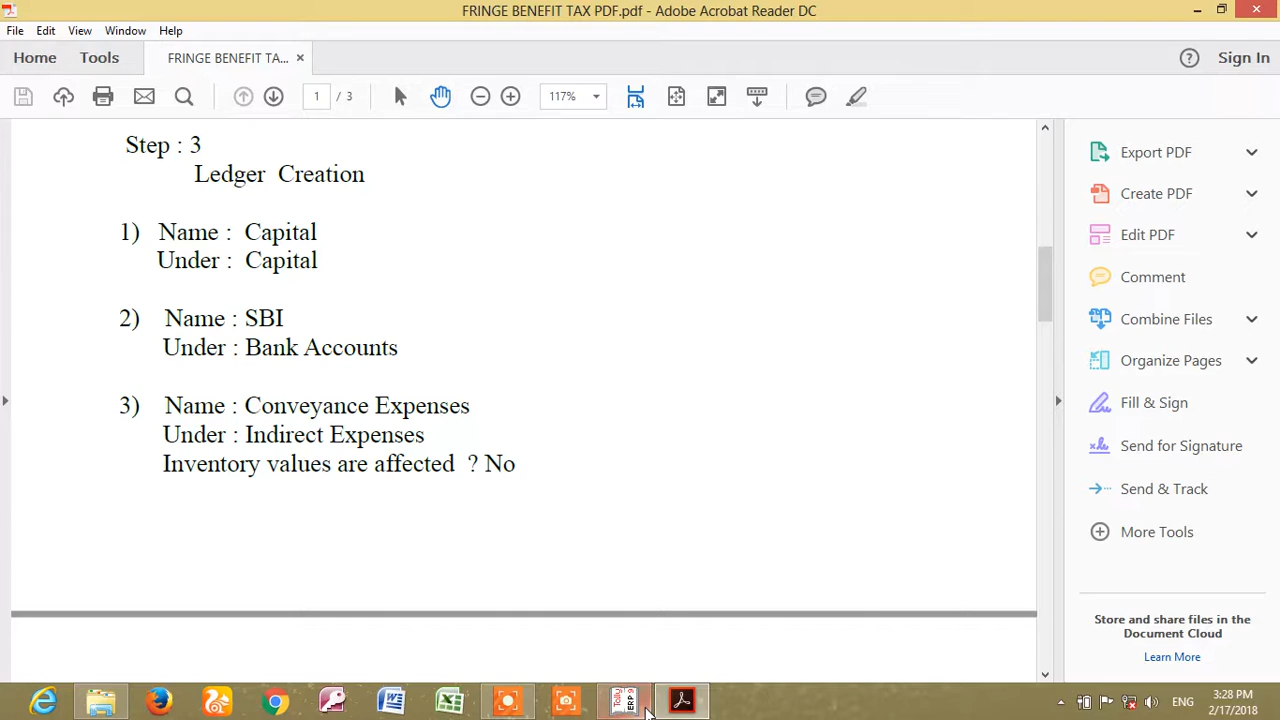 FRINGE BENEFIT TAX PDF.pdf - Adobe Acrobat Reader DC
File Edit View Window Help
Home Tools FRINGE BENEFIT TA... × Sign In
1 / 3 117%
Step : 3
Ledger Creation
1) Name : Capital
Under : Capital
2) Name : SBI
Under : Bank Accounts
3) Name : Conveyance Expenses
Under : Indirect Expenses
Inventory values are affected ? No
Export PDF
Create PDF
Edit PDF
Comment
Combine Files
Organize Pages
Fill & Sign
Send for Signature
Send & Track
More Tools
Store and share files in the
Document Cloud
Learn More
Tally
ERP 9
ENG
3:28 PM
2/17/2018